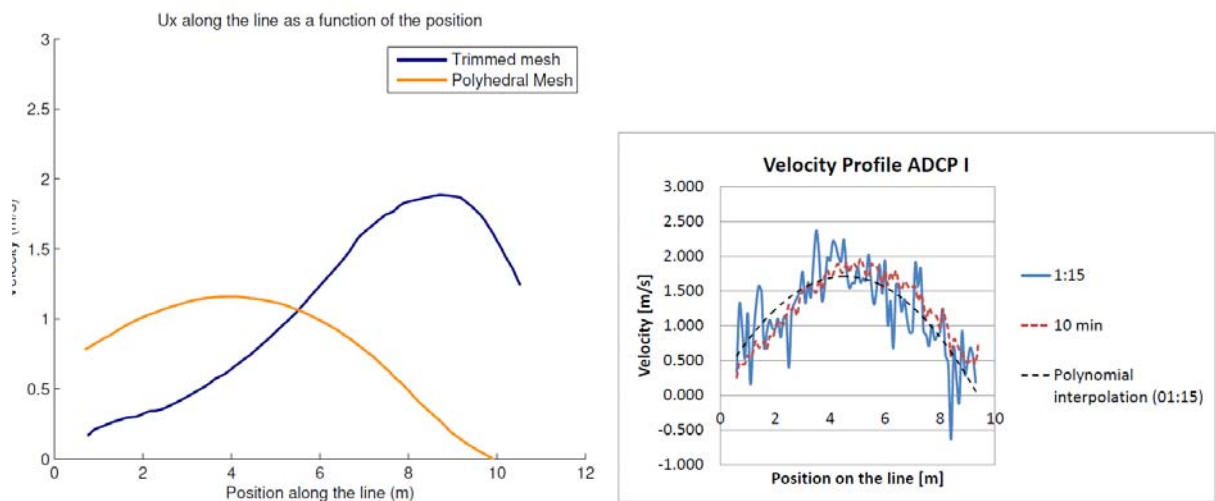 Ux along the line as a function of the position
3
2.5
2
1.5
1
0.5
0
Velocity (m/s)
Trimmed mesh
Polyhedral Mesh
0 2 4 6 8 10 12
Position along the line (m)
Velocity Profile ADCP I
3.000
2.500
2.000
1.500
1.000
0.500
0.000
-0.500
-1.000
Velocity [m/s]
0 2 4 6 8 10
Position on the line [m]
1:15
10 min
Polynomial
interpolation (01:15)